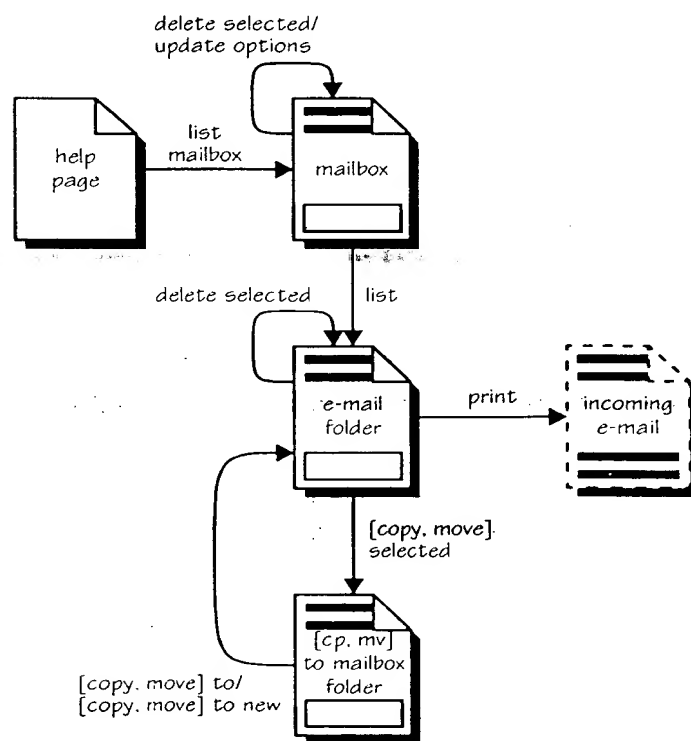 delete selected/
update options
help
page
list
mailbox
mailbox
delete selected
list
e-mail
folder
print
incoming
e-mail
[copy, move]
selected
[cp, mv]
to mailbox
folder
[copy, move] to/
[copy, move] to new